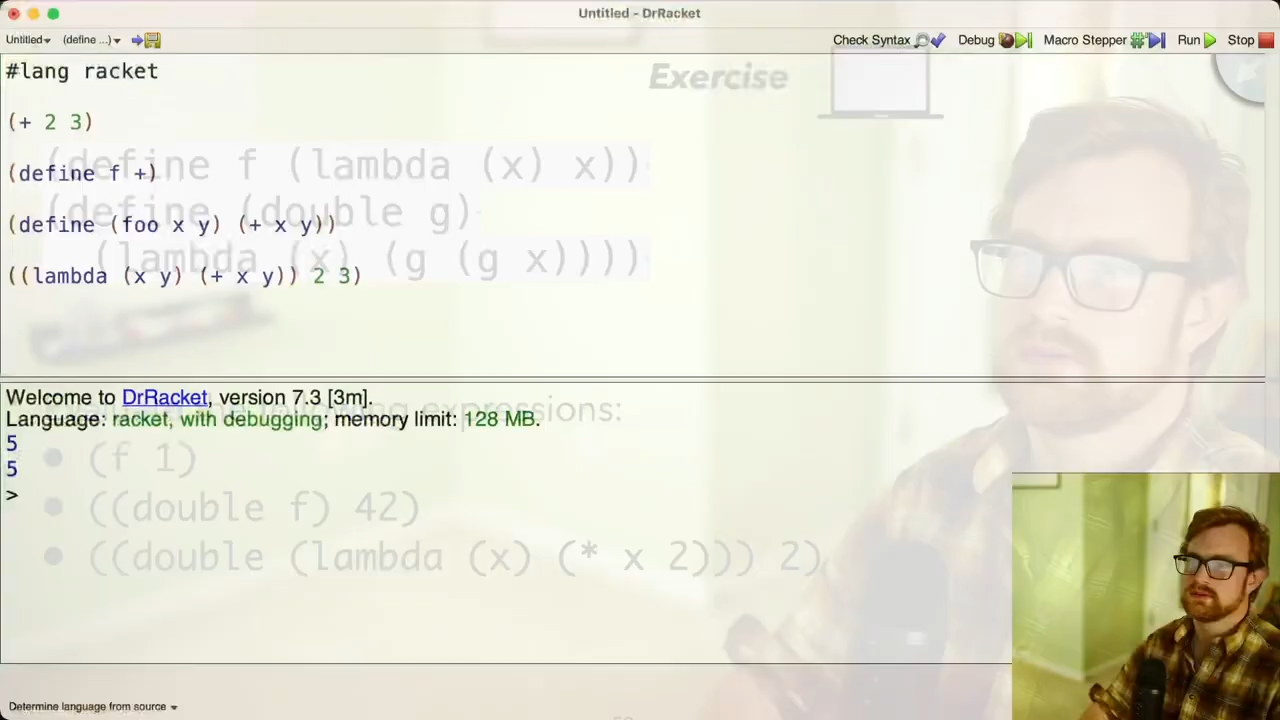 Untitled - DrRacket
Untitled
(define ...)
Check Syntax
Debug
Macro Stepper
Run
Stop
#lang racket
Exercise
(+ 2 3)
(define f (lambda (x) x))
(define f +)
(define (double g)
(define (foo x y) (+ x y))
(lambda (x) (g (g x))))
((lambda (x y) (+ x y)) 2 3)
Welcome to DrRacket, version 7.3 [3m].
expressions:
Language: racket, with debugging; memory limit: 128 MB.
5
(f 1)
5
>
((double f) 42)
((double (lambda (x) (* x 2))) 2)
Determine language from source